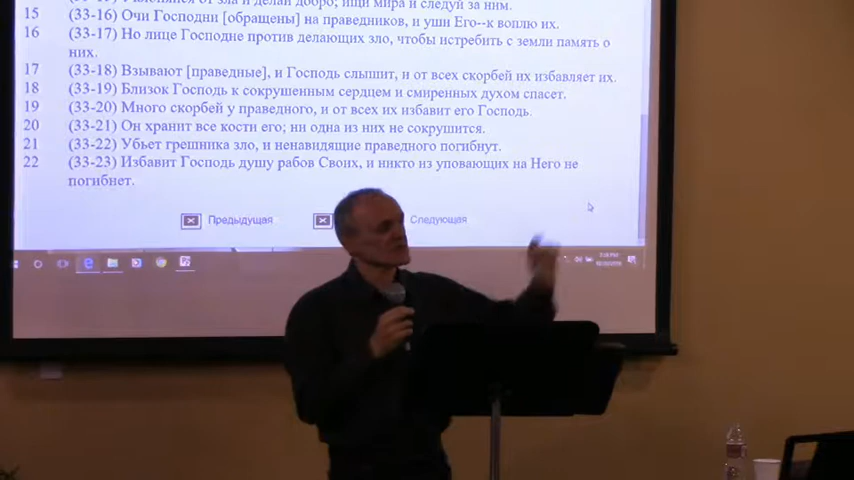 (33-15) Уклоняйся от зла и делай добро; ищи мира и следуй за ним.
15 (33-16) Очи Господни [обращены] на праведников, и уши Его--к воплю их.
16 (33-17) Но лице Господне против делающих зло, чтобы истребить с земли память о
них.
17 (33-18) Взывают [праведные], и Господь слышит, и от всех скорбей их избавляет их.
18 (33-19) Близок Господь к сокрушенным сердцем и смиренных духом спасет.
19 (33-20) Много скорбей у праведного, и от всех их избавит его Господь.
20 (33-21) Он хранит все кости его; ни одна из них не сокрушится.
21 (33-22) Убьет грешника зло, и ненавидящие праведного погибнут.
22 (33-23) Избавит Господь душу рабов Своих, и никто из уповающих на Него не
погибнет.
Предыдущая Следующая